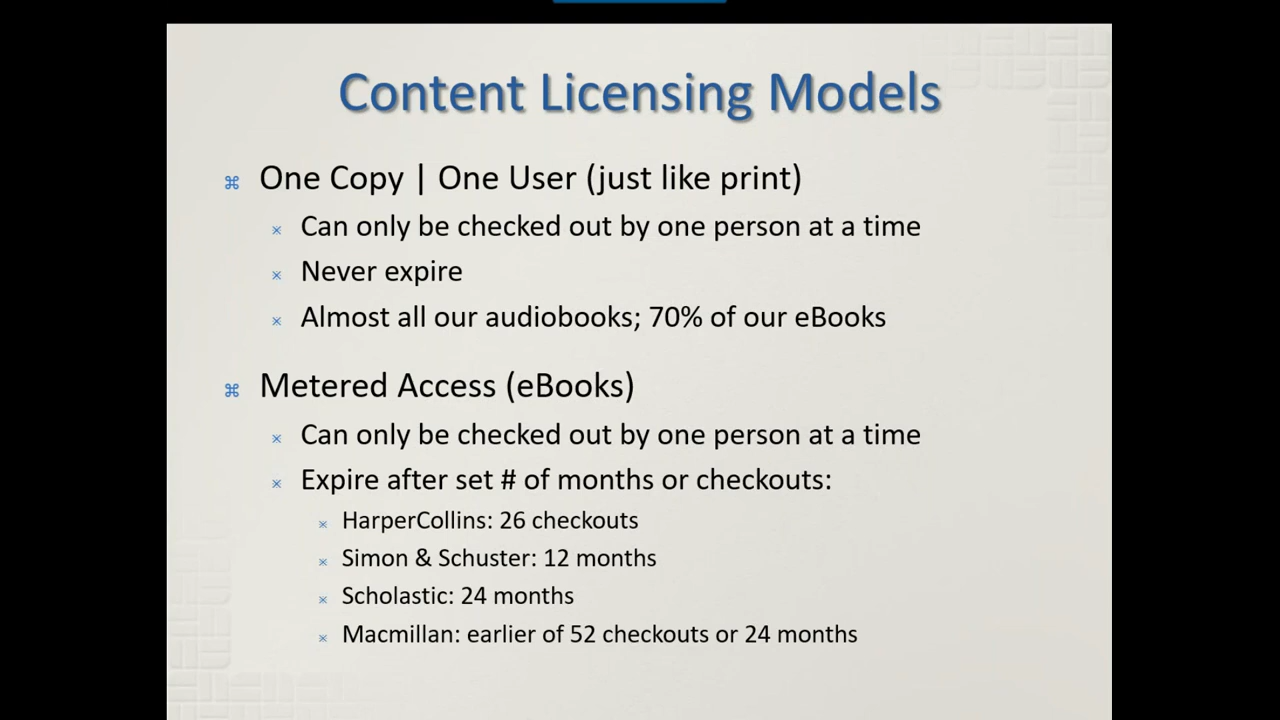 Content Licensing Models
One Copy | One User (just like print)
Can only be checked out by one person at a time
Never expire
Almost all our audiobooks; 70% of our eBooks
Metered Access (eBooks)
Can only be checked out by one person at a time
Expire after set # of months or checkouts:
HarperCollins: 26 checkouts
Simon & Schuster: 12 months
Scholastic: 24 months
Macmillan: earlier of 52 checkouts or 24 months